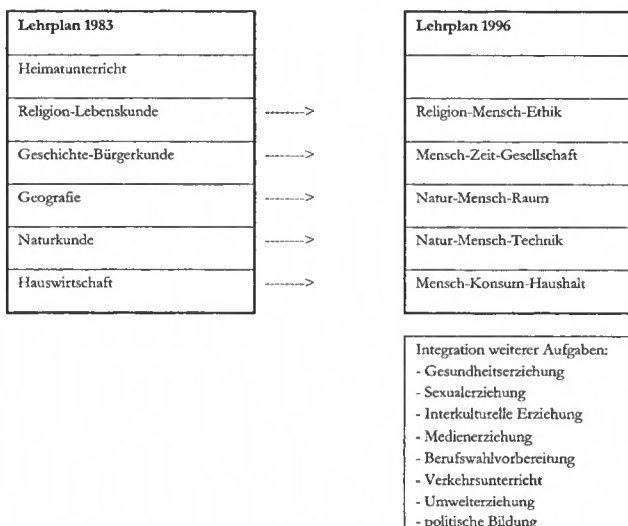 Lehrplan 1983
Heimatunterricht
Religion-Lebenskunde
Geschichte-Bürgerkunde
Geografie
Naturkunde
Hauswirtschaft
------>
------>
------>
------>
------>
Lehrplan 1996
Religion-Mensch-Ethik
Mensch-Zeit-Gesellschaft
Natur-Mensch-Raum
Natur-Mensch-Technik
Mensch-Konsum-Haushalt
Integration weiterer Aufgaben:
- Gesundheitserziehung
- Sexualerziehung
- Interkulturelle Erziehung
- Medienerziehung
- Berufswahlvorbereitung
- Verkehrsunterricht
- Umwelterziehung
- politische Bildung